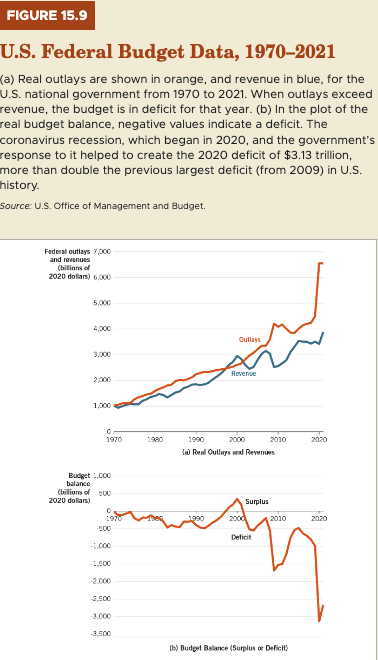 FIGURE 15.9
U.S. Federal Budget Data, 1970–2021
(a) Real outlays are shown in orange, and revenue in blue, for the
U.S. national government from 1970 to 2021. When outlays exceed
revenue, the budget is in deficit for that year. (b) In the plot of the
real budget balance, negative values indicate a deficit. The
coronavirus recession, which began in 2020, and the government’s
response to it helped to create the 2020 deficit of $3.13 trillion,
more than double the previous largest deficit (from 2009) in U.S.
history.
Source: U.S. Office of Management and Budget.
Federal outlays
and revenues
(billions of
2020 dollars)
7,000
6,000
5,000
4,000
3,000
2,000
1,000
0
Outlays
Revenue
1970 1980 1990 2000 2010 2020
(a) Real Outlays and Revenues
Budget
balance
(billions of
2020 dollars)
1,000
500
0
-500
-1,000
-1,500
-2,000
-2,500
-3,000
-3,500
Surplus
1970 1980 1990 2000 2010 2020
Deficit
(b) Budget Balance (Surplus or Deficit)